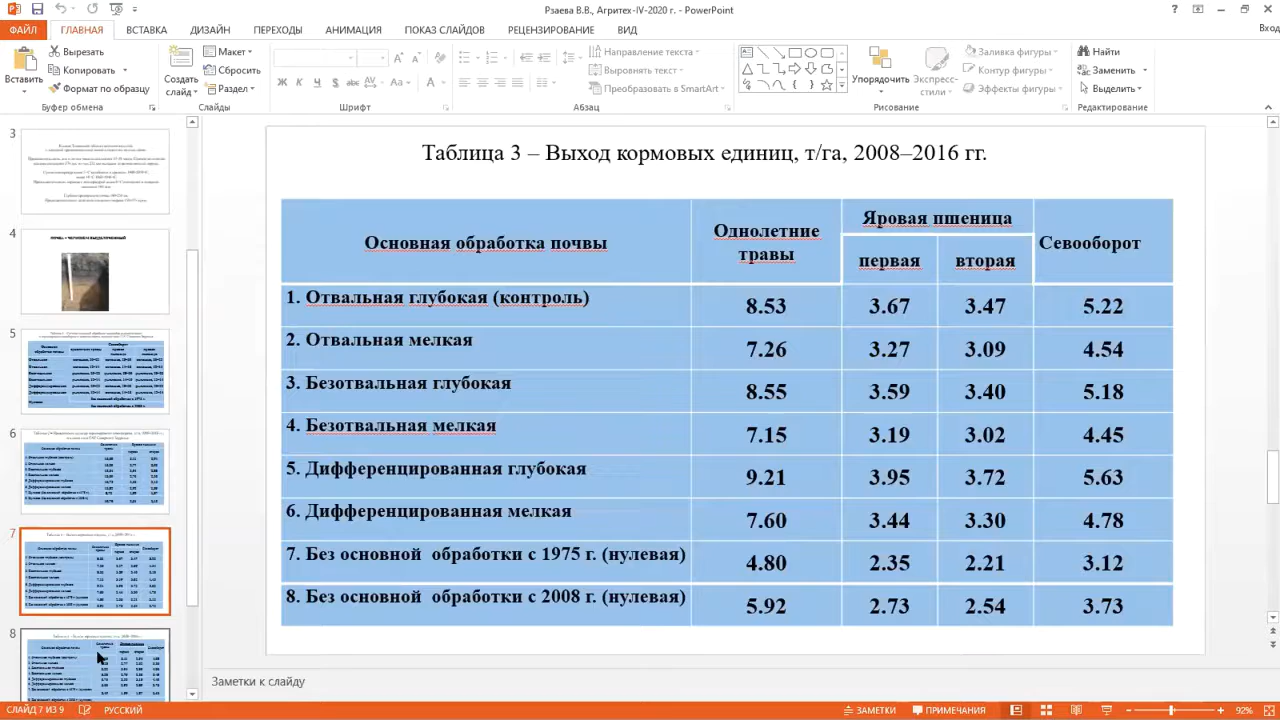 Рзаева В.В., Агритех-IV-2020 г. - PowerPoint
ФАЙЛ ГЛАВНАЯ ВСТАВКА ДИЗАЙН ПЕРЕХОДЫ АНИМАЦИЯ ПОКАЗ СЛАЙДОВ РЕЦЕНЗИРОВАНИЕ ВИД Вход
Вставить
Вырезать
Копировать
Формат по образцу
Буфер обмена
Создать слайд
Макет
Сбросить
Раздел
Слайды
Шрифт
Направление текста
Выровнять текст
Преобразовать в SmartArt
Абзац
Упорядочить
Экспресс-стили
Заливка фигуры
Контур фигуры
Эффекты фигуры
Рисование
Найти
Заменить
Выделить
Редактирование
3
4
5
6
7
8
Таблица 3 – Выход кормовых единиц, т/га, 2008–2016 гг.
Основная обработка почвы Однолетние травы Яровая пшеница Севооборот
первая вторая
1. Отвальная глубокая (контроль) 8.53 3.67 3.47 5.22
2. Отвальная мелкая 7.26 3.27 3.09 4.54
3. Безотвальная глубокая 8.56 3.59 3.40 5.18
4. Безотвальная мелкая 7.13 3.19 3.02 4.45
5. Дифференцированная глубокая 9.21 3.95 3.72 5.63
6. Дифференцированная мелкая 7.60 3.44 3.30 4.78
7. Без основной обработки с 1975 г. (нулевая) 4.80 2.35 2.21 3.12
8. Без основной обработки с 2008 г. (нулевая) 5.92 2.73 2.54 3.73
Заметки к слайду
СЛАЙД 7 ИЗ 9 РУССКИЙ ЗАМЕТКИ ПРИМЕЧАНИЯ 92%